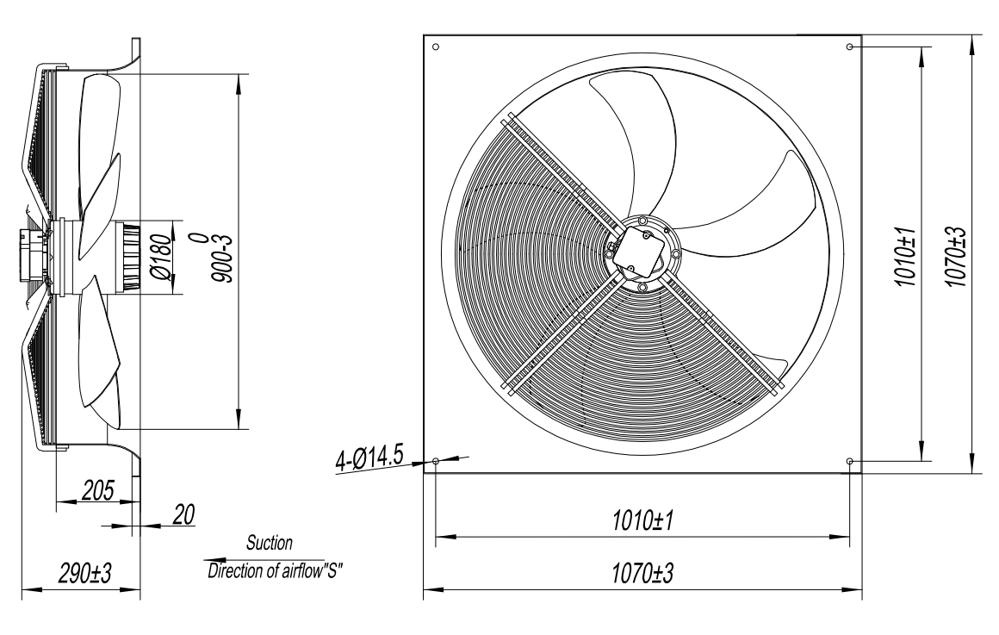 Ø180
0
900-3
205
20
290±3
Suction
Direction of airflow"S"
4-Ø14.5
1010±1
1070±3
1010±1
1070±3